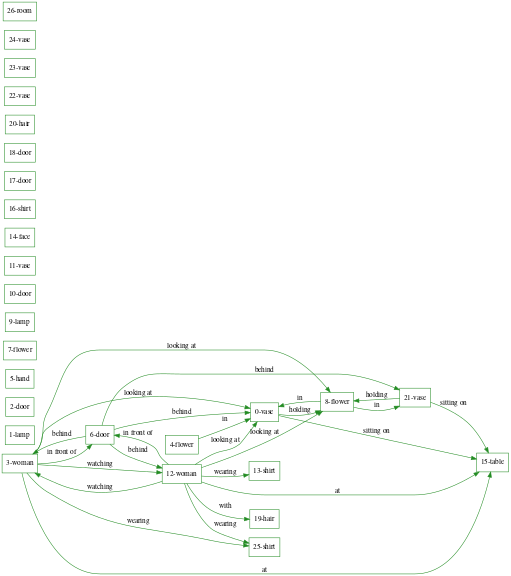 26-room
24-vase
23-vase
22-vase
20-hair
18-door
17-door
16-shirt
14-face
11-vase
10-door
9-lamp
7-flower
5-hand
2-door
1-lamp
looking at
behind
looking at
in
holding
8-flower
in
holding
21-vase
sitting on
behind
in
0-vase
6-door
in front of
4-flower
looking at
looking at
sitting on
behind
in front of
behind
3-woman
watching
12-woman
wearing
13-shirt
15-table
watching
at
with
19-hair
wearing
wearing
25-shirt
at